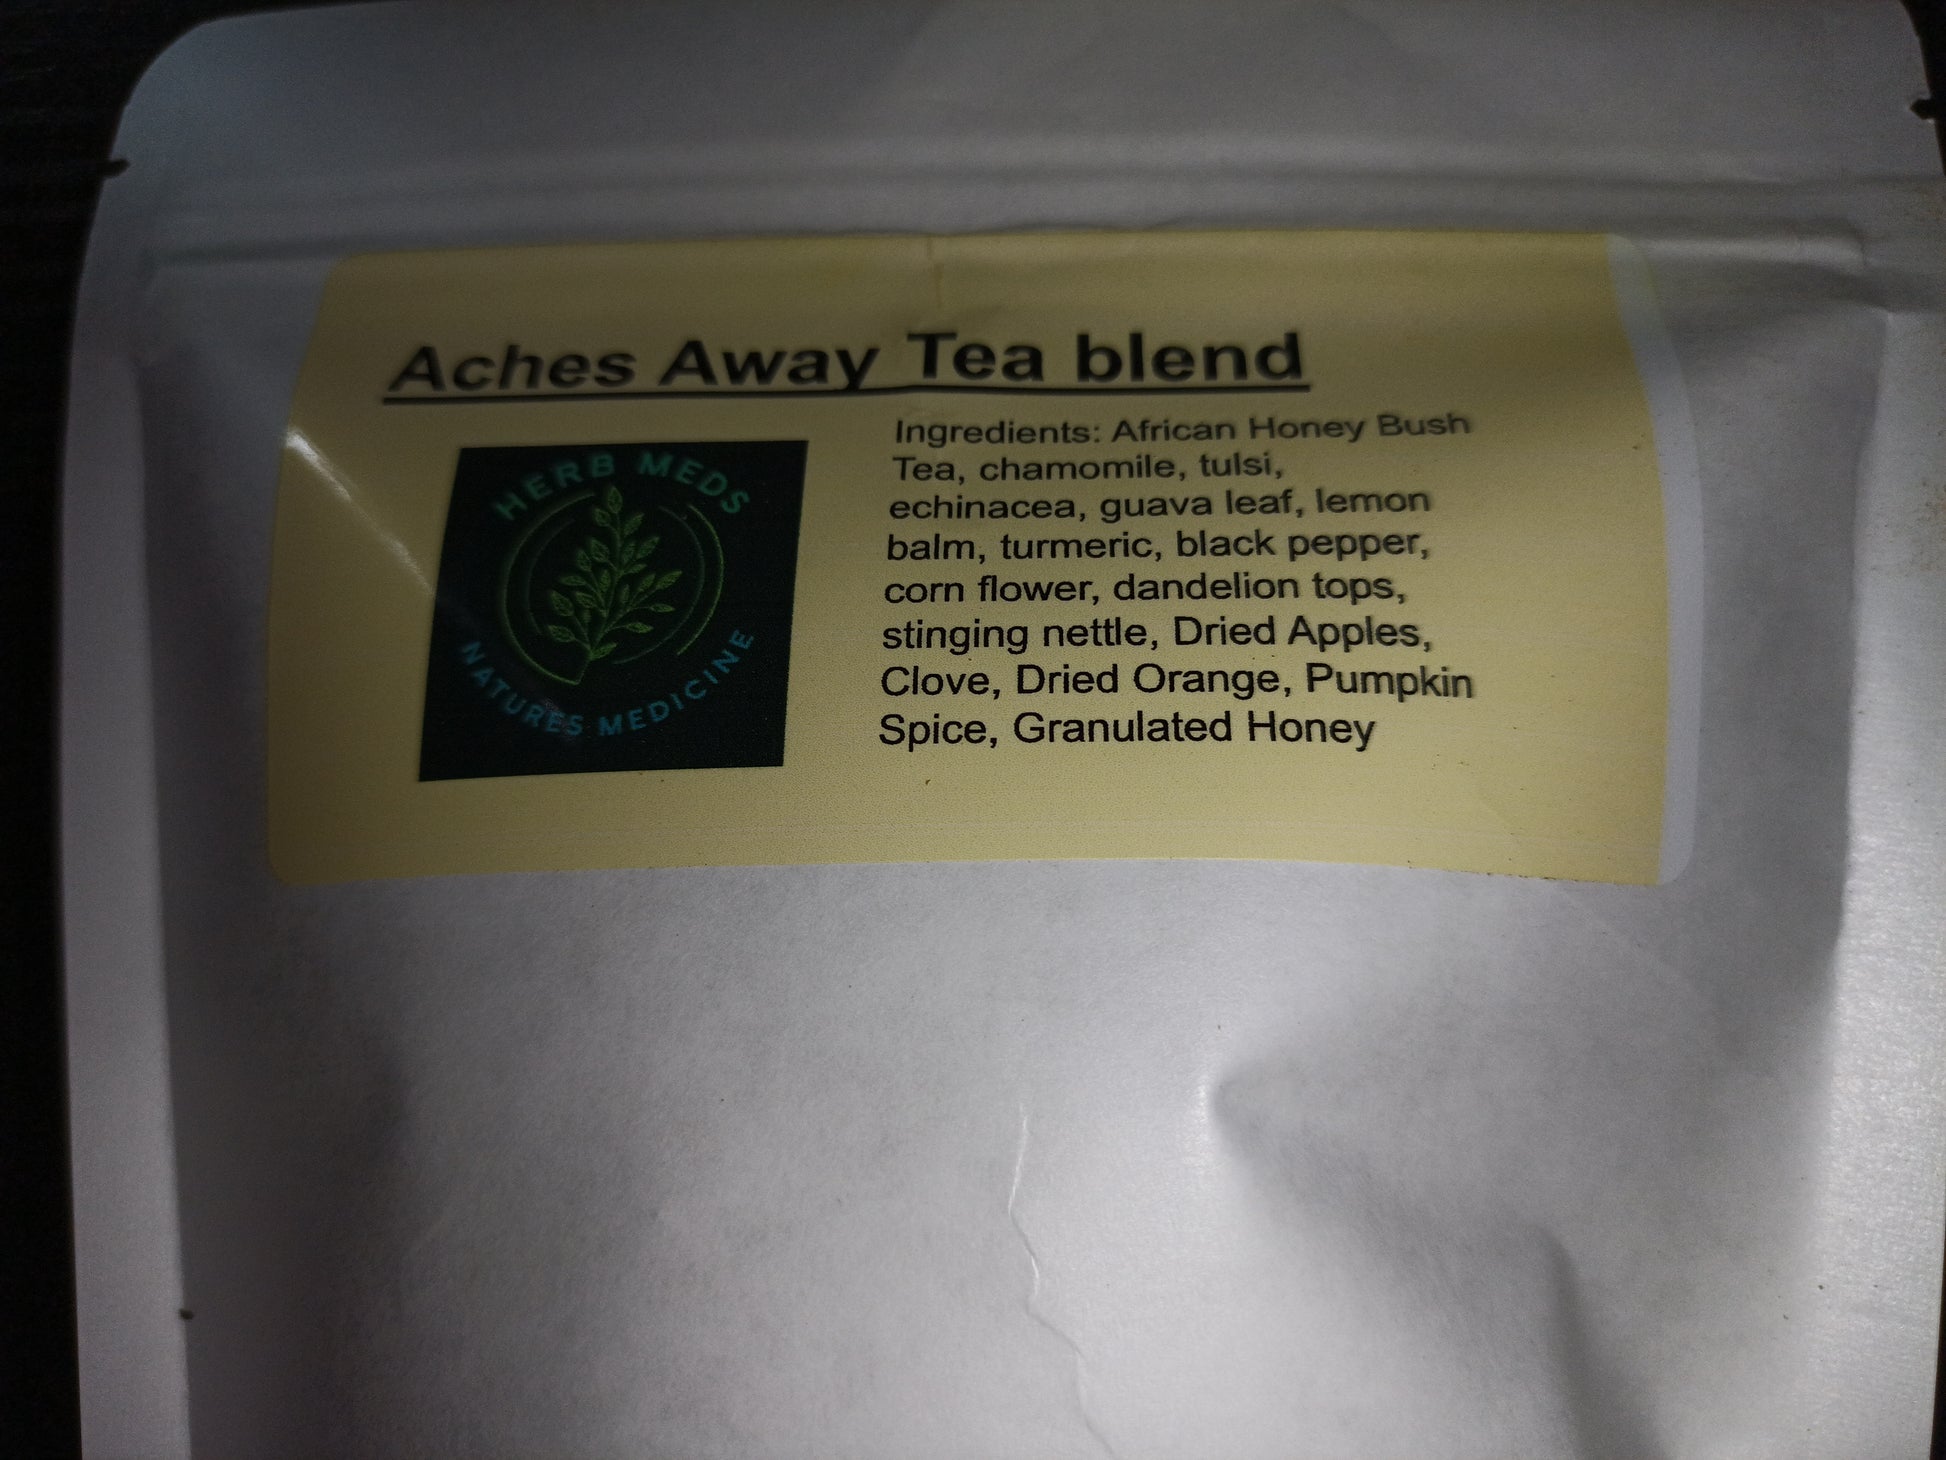 Aches Away Tea blend
HERB MEDS
NATURES MEDICINE
Ingredients: African Honey Bush
Tea, chamomile, tulsi,
echinacea, guava leaf, lemon
balm, turmeric, black pepper,
corn flower, dandelion tops,
stinging nettle, Dried Apples,
Clove, Dried Orange, Pumpkin
Spice, Granulated Honey